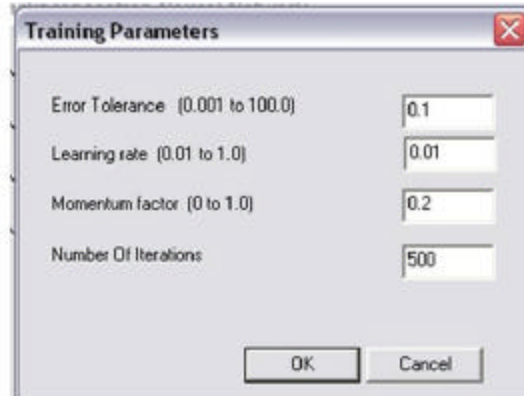 Training Parameters
Error Tolerance (0.001 to 100.0) 0.1
Learning rate (0.01 to 1.0) 0.01
Momentum factor (0 to 1.0) 0.2
Number Of Iterations 500
OK Cancel